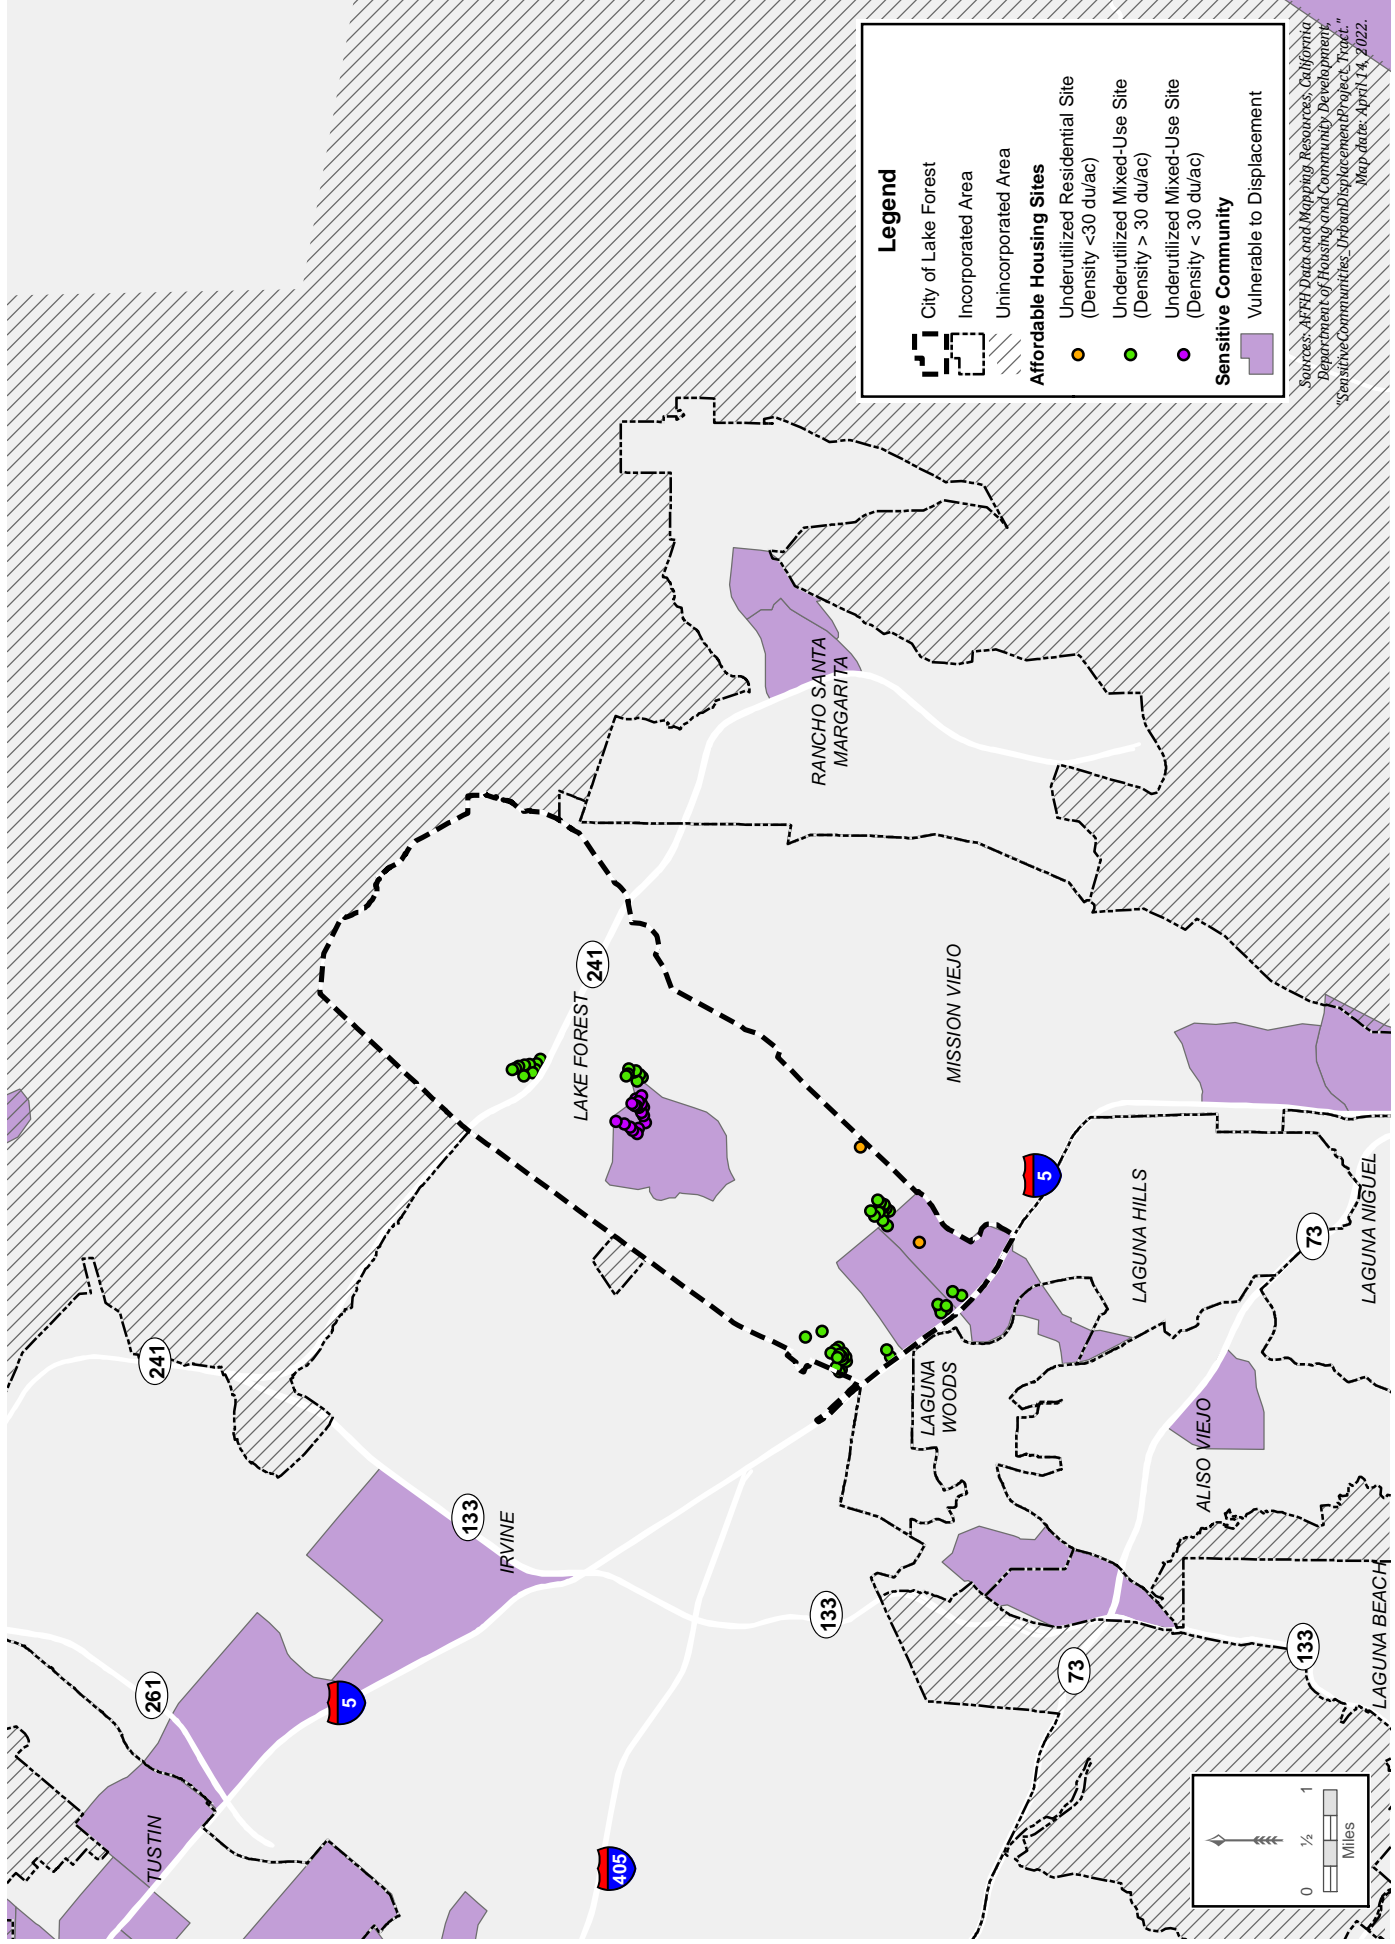 Legend
City of Lake Forest
Incorporated Area
Unincorporated Area
Affordable Housing Sites
Underutilized Residential Site
(Density <30 du/ac)
Underutilized Mixed-Use Site
(Density > 30 du/ac)
Underutilized Mixed-Use Site
(Density < 30 du/ac)
Sensitive Community
Vulnerable to Displacement
Sources: AFFH Data and Mapping Resources, California
Department of Housing and Community Development,
"SensitiveCommunities_UrbanDisplacementProject_Tract."
Map date: April 14, 2022.
TUSTIN
261
5
241
133
IRVINE
405
LAKE FOREST
241
133
LAGUNA
WOODS
RANCHO SANTA
MARGARITA
MISSION VIEJO
5
73
LAGUNA HILLS
ALISO VIEJO
73
133
LAGUNA NIGUEL
LAGUNA BEACH
0 ½ 1
Miles